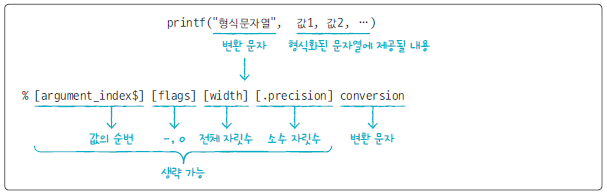 printf("형식문자열", 값1, 값2, …)
변환 문자 형식화된 문자열에 제공될 내용
% [argument_index$] [flags] [width] [.precision] conversion
값의 순번 -, 0 전체 자릿수 소수 자릿수 변환 문자
생략 가능